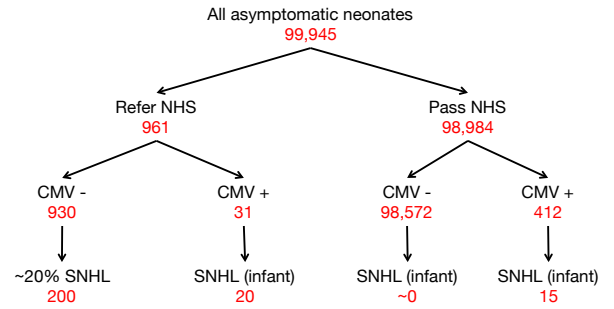 All asymptomatic neonates
99,945
Refer NHS
961
Pass NHS
98,984
CMV -
930
CMV +
31
CMV -
98,572
CMV +
412
~20% SNHL
200
SNHL (infant)
20
SNHL (infant)
~0
SNHL (infant)
15